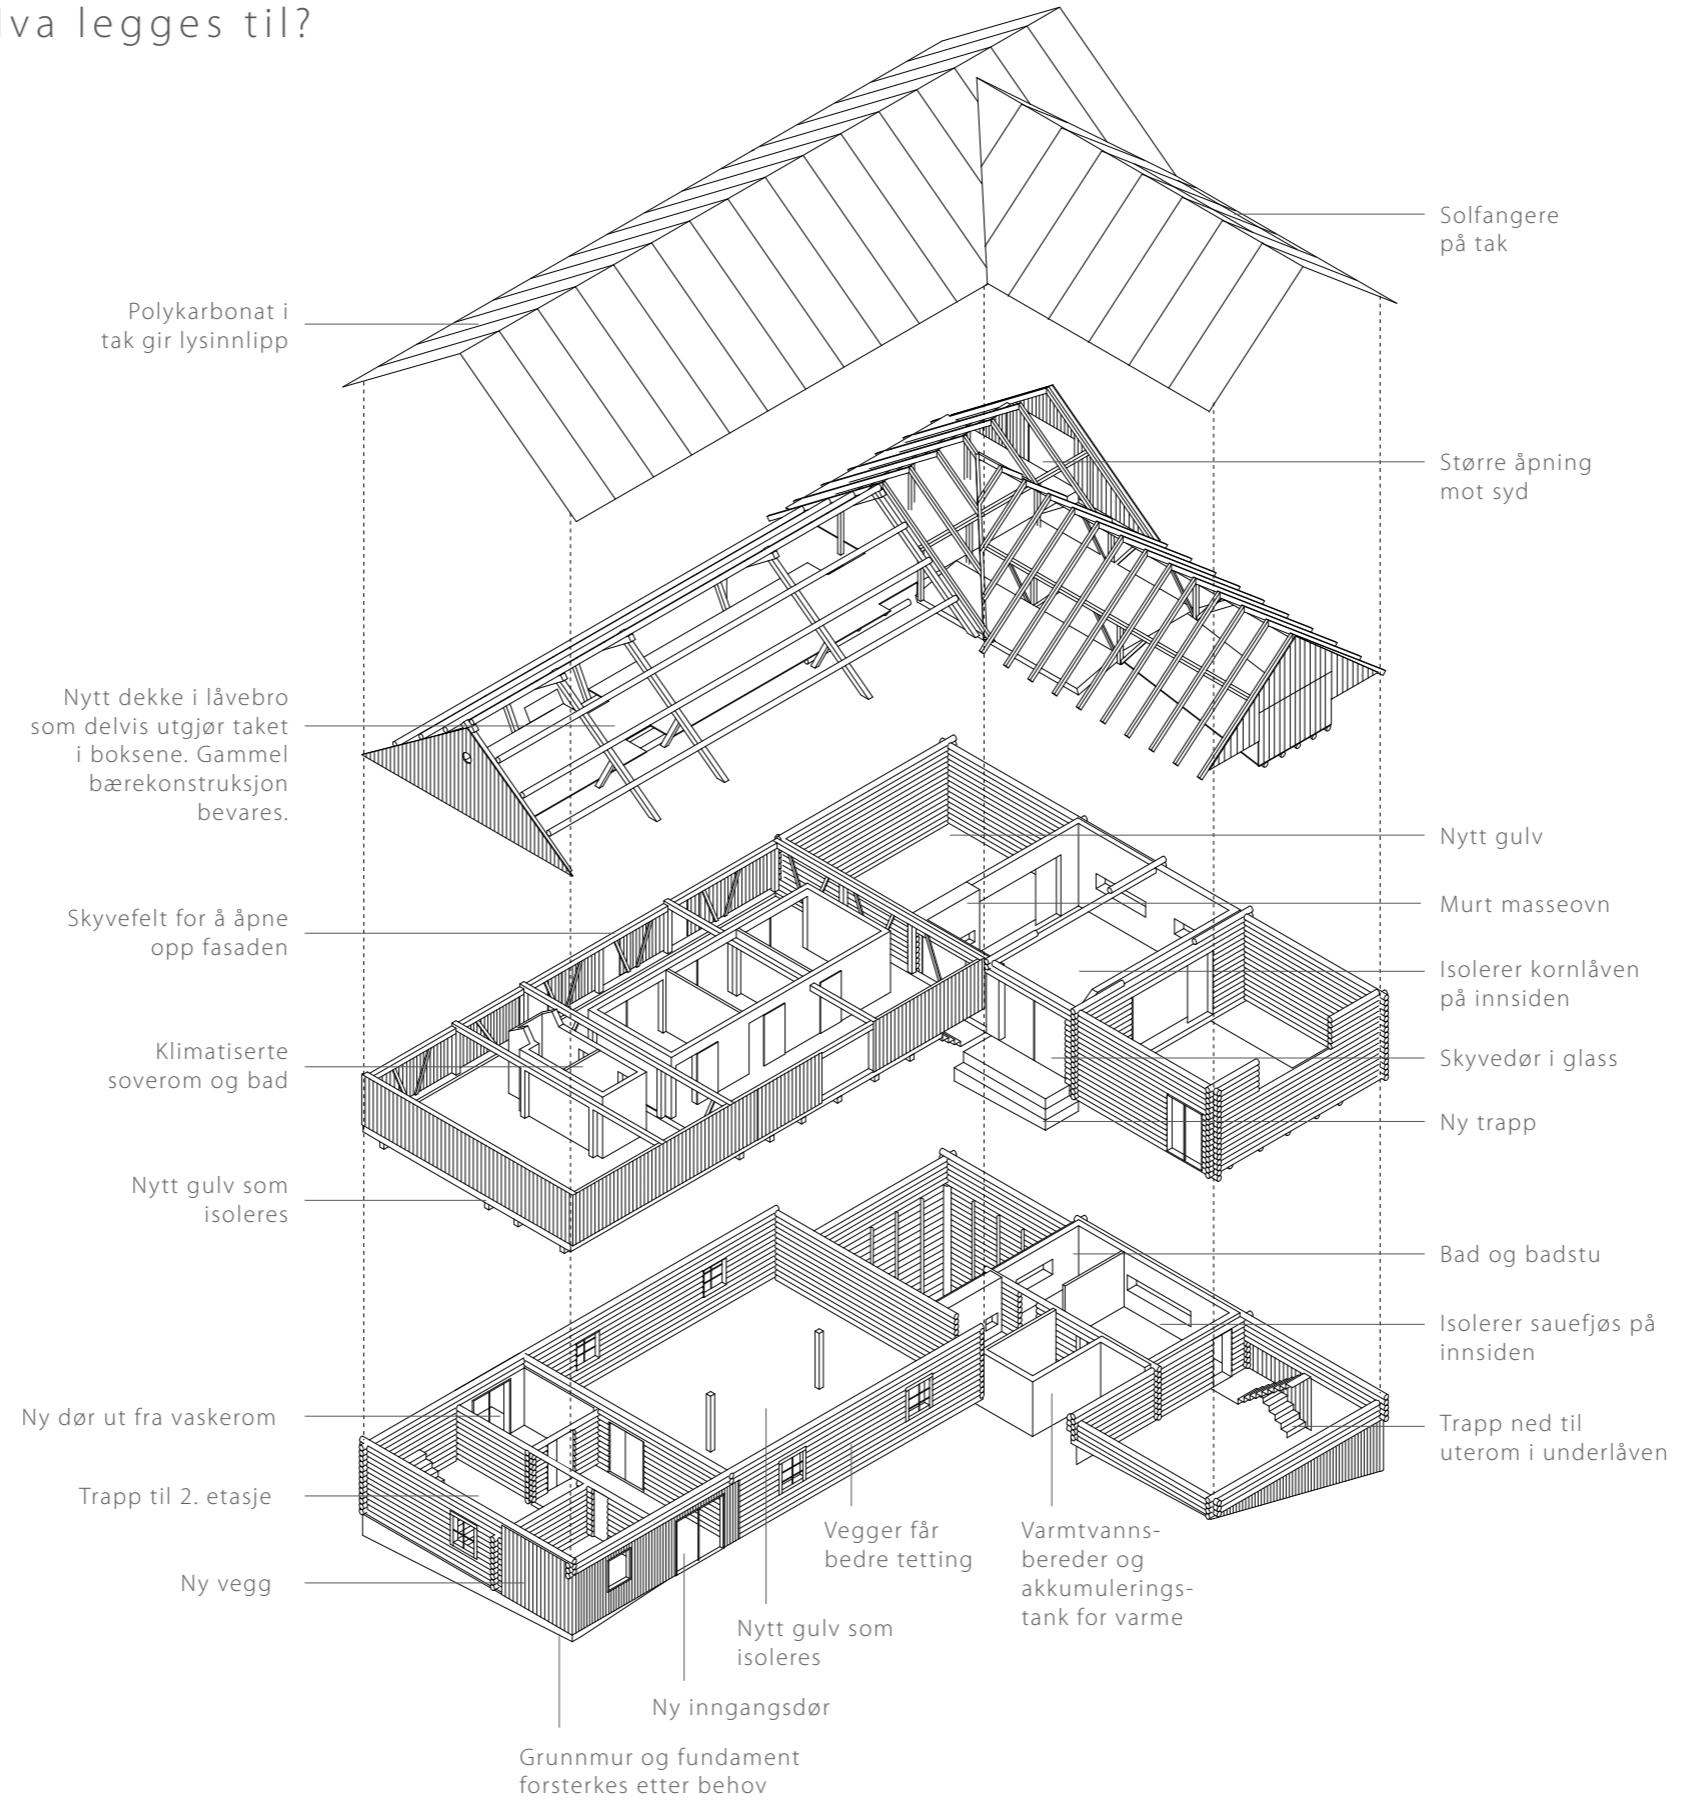 va legges til?
Solfangere
på tak
Polykarbonat i
tak gir lysinnlipp
Større åpning
mot syd
Nytt dekke i låvebro
som delvis utgjør taket
i boksene. Gammel
bærekonstruksjon
bevares.
Nytt gulv
Murt masseovn
Skyvefelt for å åpne
opp fasaden
Isolerer kornlåven
på innsiden
Klimatiserte
soverom og bad
Skyvedør i glass
Ny trapp
Nytt gulv som
isoleres
Bad og badstu
Isolerer sauefjøs på
innsiden
Ny dør ut fra vaskerom
Trapp ned til
uterom i underlåven
Trapp til 2. etasje
Vegger får
bedre tetting
Varmtvanns-
bereder og
akkumulerings-
tank for varme
Ny vegg
Nytt gulv som
isoleres
Ny inngangsdør
Grunnmur og fundament
forsterkes etter behov